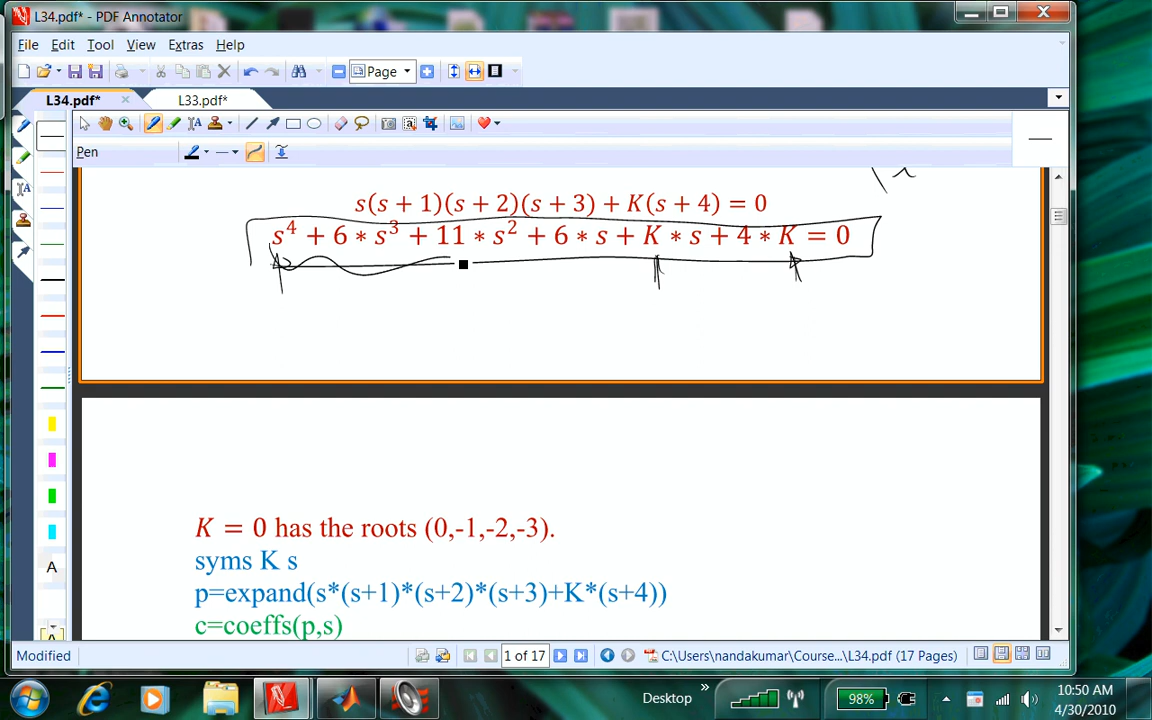 L34.pdf* - PDF Annotator
File Edit Tool View Extras Help
Page
L34.pdf* L33.pdf*
Pen
s(s + 1)(s + 2)(s + 3) + K(s + 4) = 0
s⁴ + 6 * s³ + 11 * s² + 6 * s + K * s + 4 * K = 0
K = 0 has the roots (0,-1,-2,-3).
syms K s
p=expand(s*(s+1)*(s+2)*(s+3)+K*(s+4))
c=coeffs(p,s)
A
Modified
1 of 17
C:\Users\nandakumar\Course...\L34.pdf (17 Pages)
Desktop
98%
10:50 AM
4/30/2010